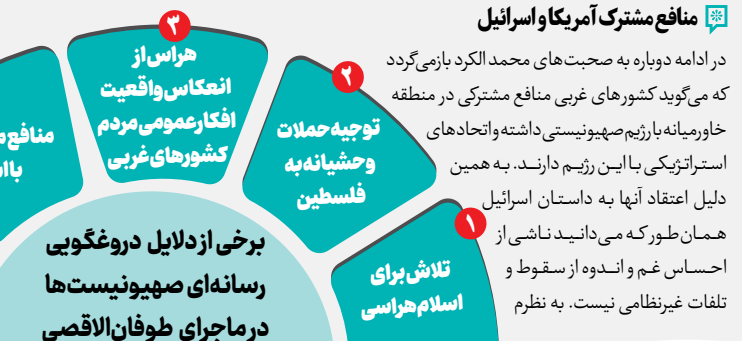 منافع مشترک آمریکا و اسرائیل
در ادامه دوباره به صحبت‌های محمد الکرد بازمی‌گردد
که می‌گوید کشورهای غربی منافع مشترکی در منطقه
خاورمیانه با رژیم صهیونیستی داشته و اتحادهای
استراتژیکی با این رژیم دارند. به همین
دلیل اعتقاد آنها به داستان اسرائیل
همان‌طور که می‌دانید ناشی از
احساس غم و اندوه از سقوط و
تلفات غیرنظامی نیست. به نظرم
۱
تلاش برای
اسلام‌هراسی
۲
توجیه حملات
وحشیانه به
فلسطین
۳
هراس از
انعکاس واقعیت
افکار عمومی مردم
کشورهای غربی
برخی از دلایل دروغگویی
رسانه‌ای صهیونیست‌ها
در ماجرای طوفان‌الاقصی